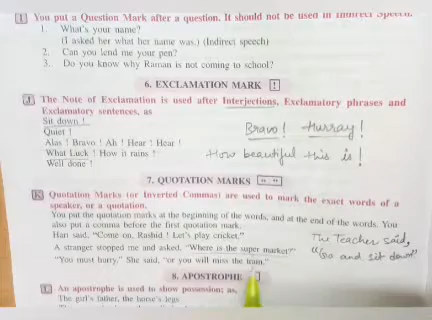 I You put a Question Mark after a question. It should not be used in Indirect Speech.
1. What's your name?
(I asked her what her name was.) (Indirect speech)
2. Can you lend me your pen?
3. Do you know why Raman is not coming to school?
6. EXCLAMATION MARK !
J The Note of Exclamation is used after Interjections, Exclamatory phrases and
Exclamatory sentences, as
Sit down !
Quiet !
Bravo! Hurray!
Alas ! Bravo ! Ah ! Hear ! Hear !
What Luck ! How it rains !
How beautiful this is!
Well done !
7. QUOTATION MARKS " "
K Quotation Marks (or Inverted Commas) are used to mark the exact words of a
speaker, or a quotation.
You put the quotation marks at the beginning of the words, and at the end of the words. You
also put a comma before the first quotation mark.
Hari said, "Come on, Rashid ! Let's play cricket."
The Teacher said,
A stranger stopped me and asked, "Where is the super market?"
"Go and sit down"
"You must hurry," She said, "or you will miss the train."
8. APOSTROPHE
L An apostrophe is used to show possession; as,
The girl's father, the horse's legs